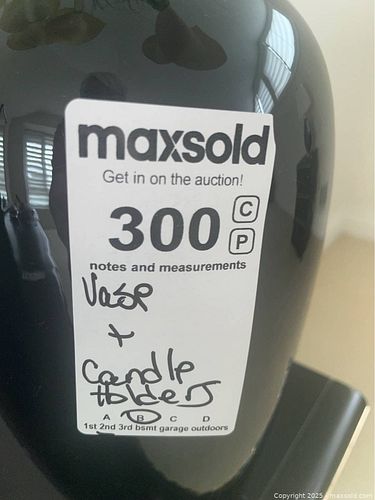 maxsold
Get in on the auction!
300 C
P
notes and measurements
Vase
+
Candle
Holders
A B C D
1st 2nd 3rd bsmt garage outdoors
Copyright 2025 maxsold.com